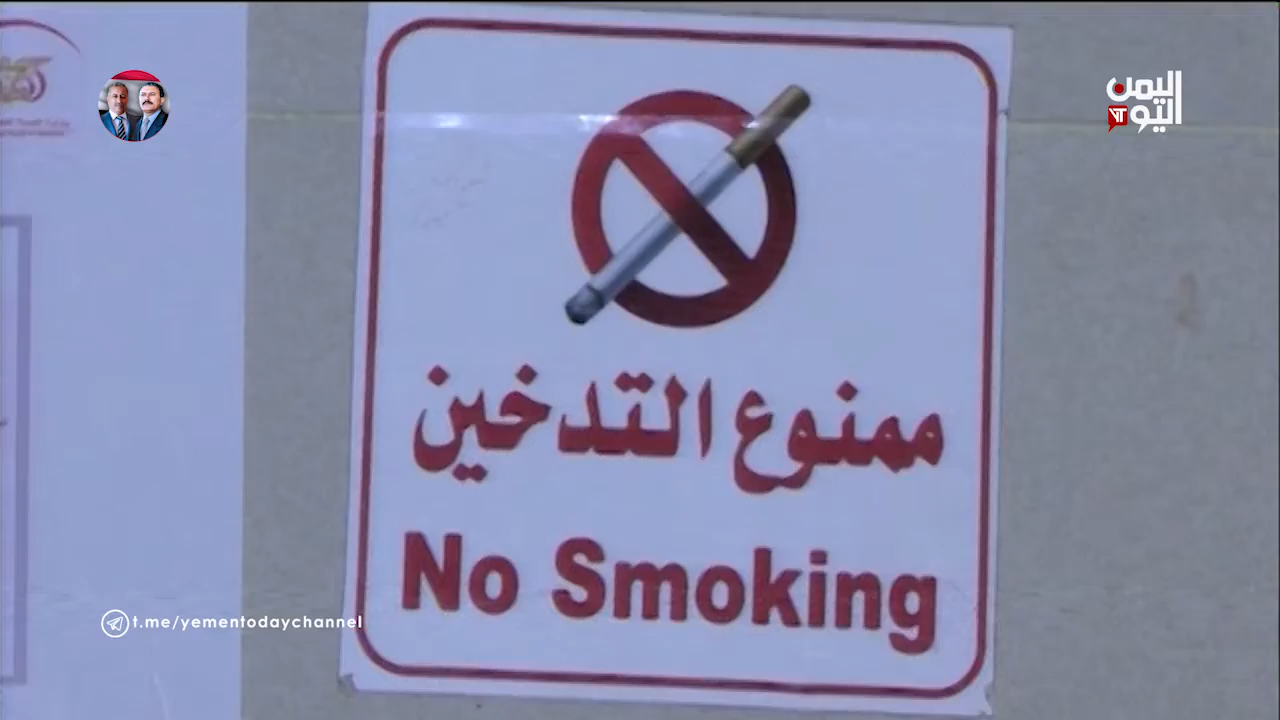 اليمن
اليوم
ممنوع التدخين
No Smoking
t.me/yementodaychannel